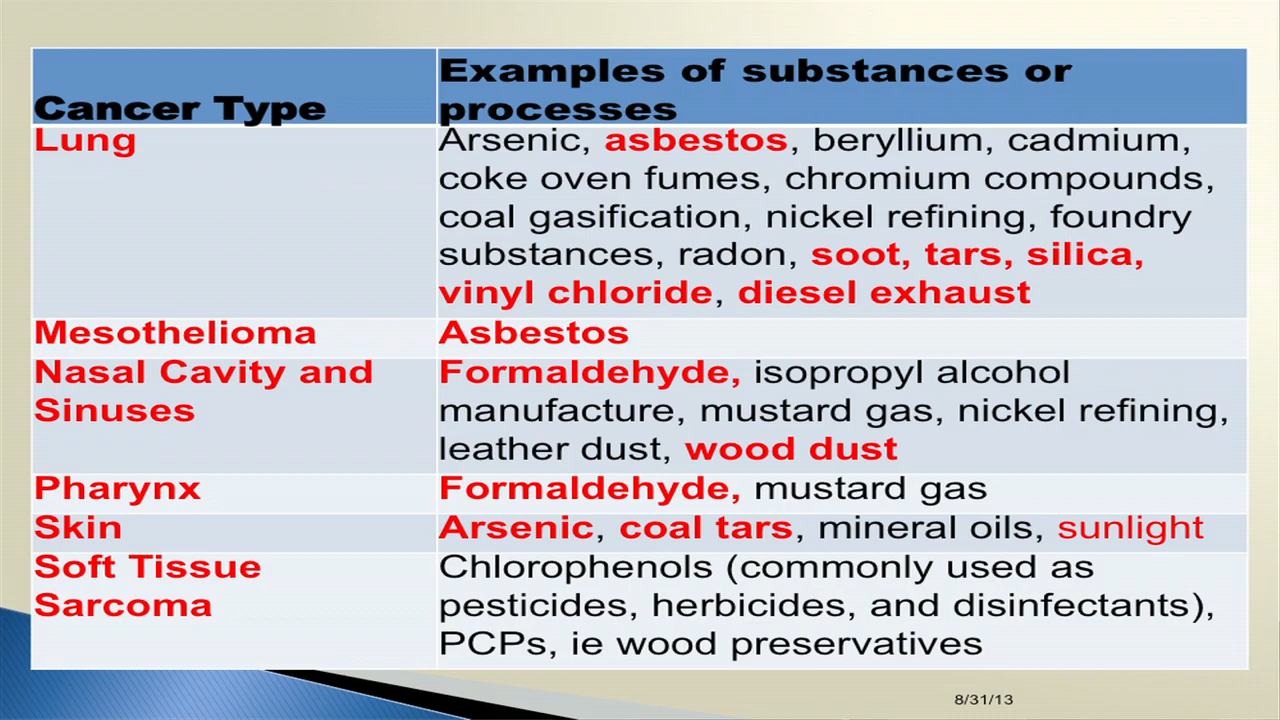 Cancer Type
Examples of substances or
processes
Lung
Arsenic, asbestos, beryllium, cadmium,
coke oven fumes, chromium compounds,
coal gasification, nickel refining, foundry
substances, radon, soot, tars, silica,
vinyl chloride, diesel exhaust
Mesothelioma
Asbestos
Nasal Cavity and
Sinuses
Formaldehyde, isopropyl alcohol
manufacture, mustard gas, nickel refining,
leather dust, wood dust
Pharynx
Formaldehyde, mustard gas
Skin
Arsenic, coal tars, mineral oils, sunlight
Soft Tissue
Sarcoma
Chlorophenols (commonly used as
pesticides, herbicides, and disinfectants),
PCPs, ie wood preservatives
8/31/13